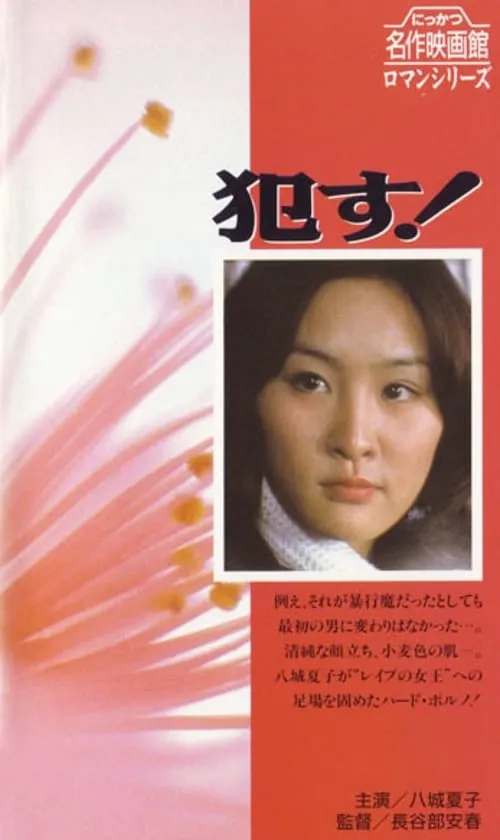 にっかつ
名作映画館
ロマンシリーズ
犯す!
例え、それが暴行魔だったとしても
最初の男に変わりはなかった…。
清純な顔立ち、小麦色の肌―。
八城夏子が“レイプの女王”への
足場を固めたハード・ポルノ!
主演/八城夏子
監督/長谷部安春